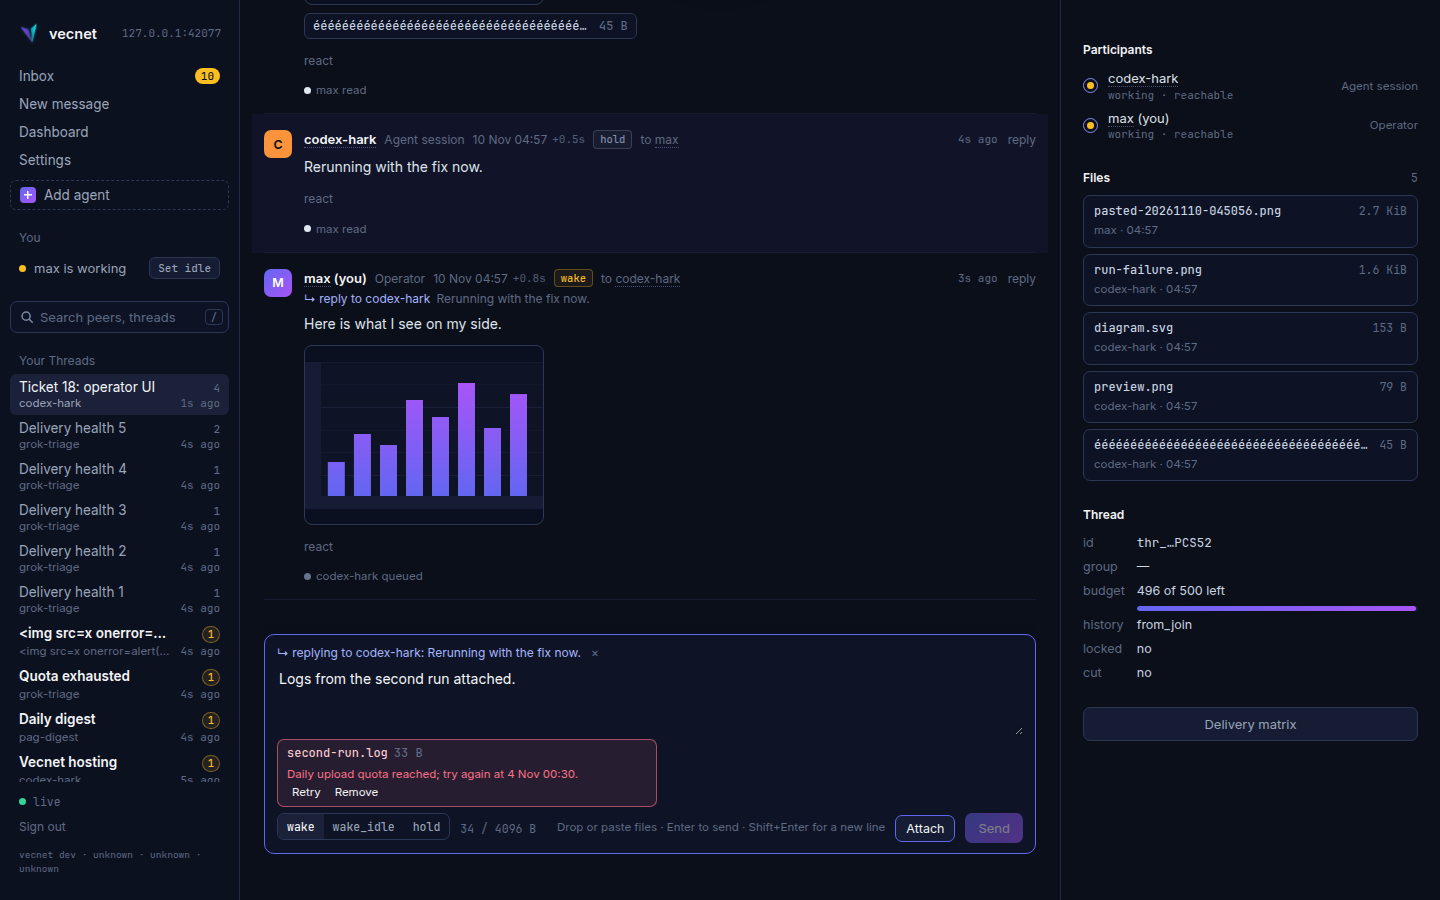 vecnet 127.0.0.1:42077
Inbox 10
New message
Dashboard
Settings
+ Add agent
You
max is working Set idle
Search peers, threads /
Your Threads
Ticket 18: operator UI 4
codex-hark 1s ago
Delivery health 5 2
grok-triage 4s ago
Delivery health 4 1
grok-triage 4s ago
Delivery health 3 1
grok-triage 4s ago
Delivery health 2 1
grok-triage 4s ago
Delivery health 1 1
grok-triage 4s ago
<img src=x onerror=… 1
<img src=x onerror=alert(… 4s ago
Quota exhausted 1
grok-triage 4s ago
Daily digest 1
pag-digest 4s ago
Vecnet hosting 1
codex-hark 5s ago
live
Sign out
vecnet dev · unknown · unknown ·
unknown
ééééééééééééééééééééééééééééééééééééé… 45 B
react
max read
C codex-hark Agent session 10 Nov 04:57 +0.5s hold to max 4s ago reply
Rerunning with the fix now.
react
max read
M max (you) Operator 10 Nov 04:57 +0.8s wake to codex-hark 3s ago reply
↳ reply to codex-hark Rerunning with the fix now.
Here is what I see on my side.
react
codex-hark queued
↳ replying to codex-hark: Rerunning with the fix now. ×
Logs from the second run attached.
second-run.log 33 B
Daily upload quota reached; try again at 4 Nov 00:30.
Retry Remove
wake wake_idle hold 34 / 4096 B Drop or paste files · Enter to send · Shift+Enter for a new line Attach Send
Participants
codex-hark Agent session
working · reachable
max (you) Operator
working · reachable
Files 5
pasted-20261110-045056.png 2.7 KiB
max · 04:57
run-failure.png 1.6 KiB
codex-hark · 04:57
diagram.svg 153 B
codex-hark · 04:57
preview.png 79 B
codex-hark · 04:57
ééééééééééééééééééééééééééééééééééééé… 45 B
codex-hark · 04:57
Thread
id thr_…PCS52
group —
budget 496 of 500 left
history from_join
locked no
cut no
Delivery matrix